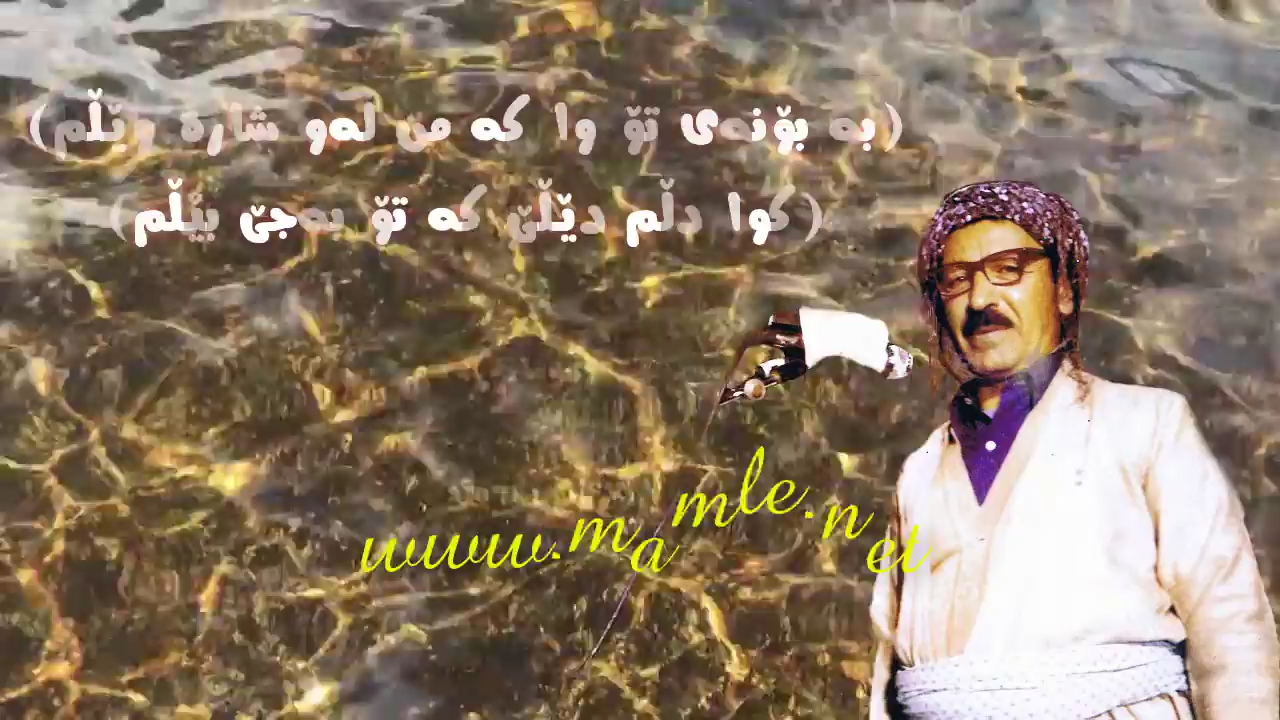 (بە بۆنەی تۆ وا کە من لەو شارە وێڵم)
(کوا دڵم دێڵێ کە تۆ بەجێ بێڵم)
www.mamle.net